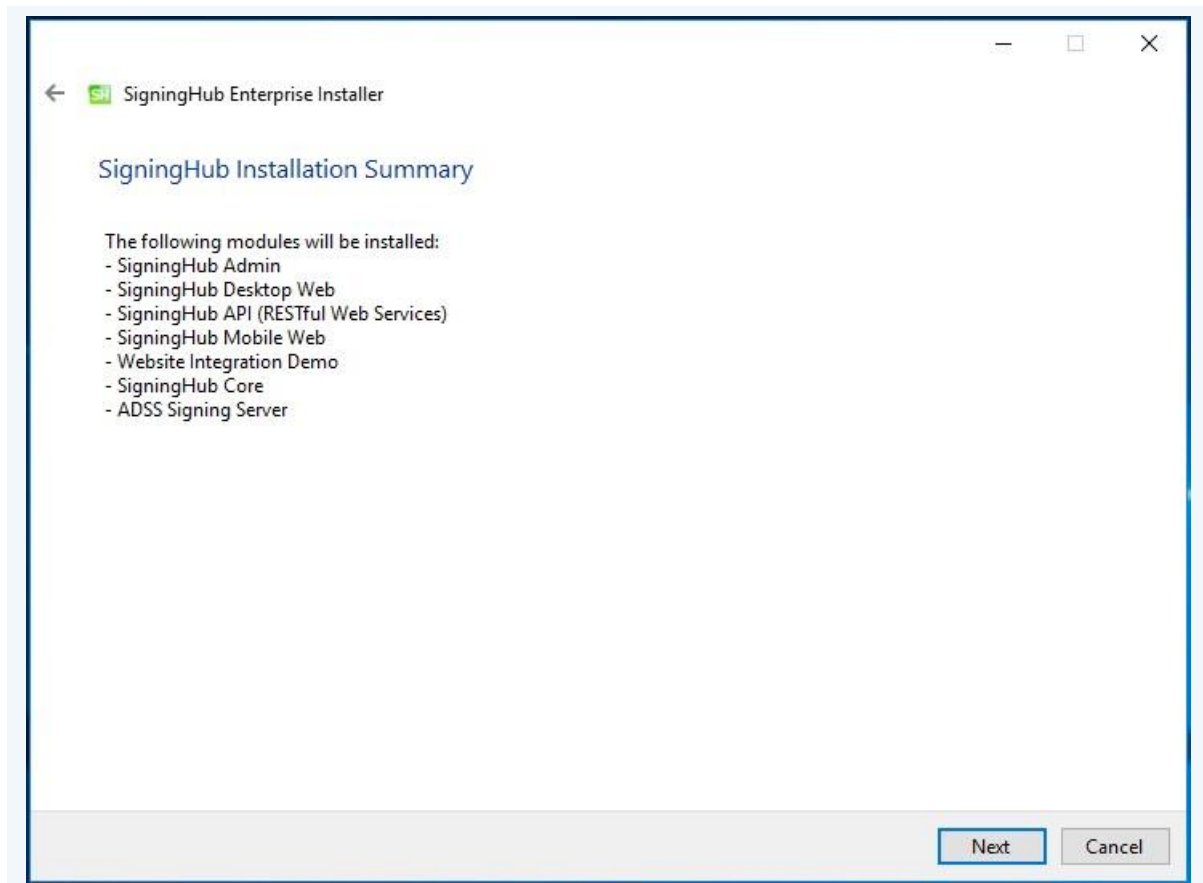 SH SigningHub Enterprise Installer
SigningHub Installation Summary
The following modules will be installed:
- SigningHub Admin
- SigningHub Desktop Web
- SigningHub API (RESTful Web Services)
- SigningHub Mobile Web
- Website Integration Demo
- SigningHub Core
- ADSS Signing Server
Next Cancel